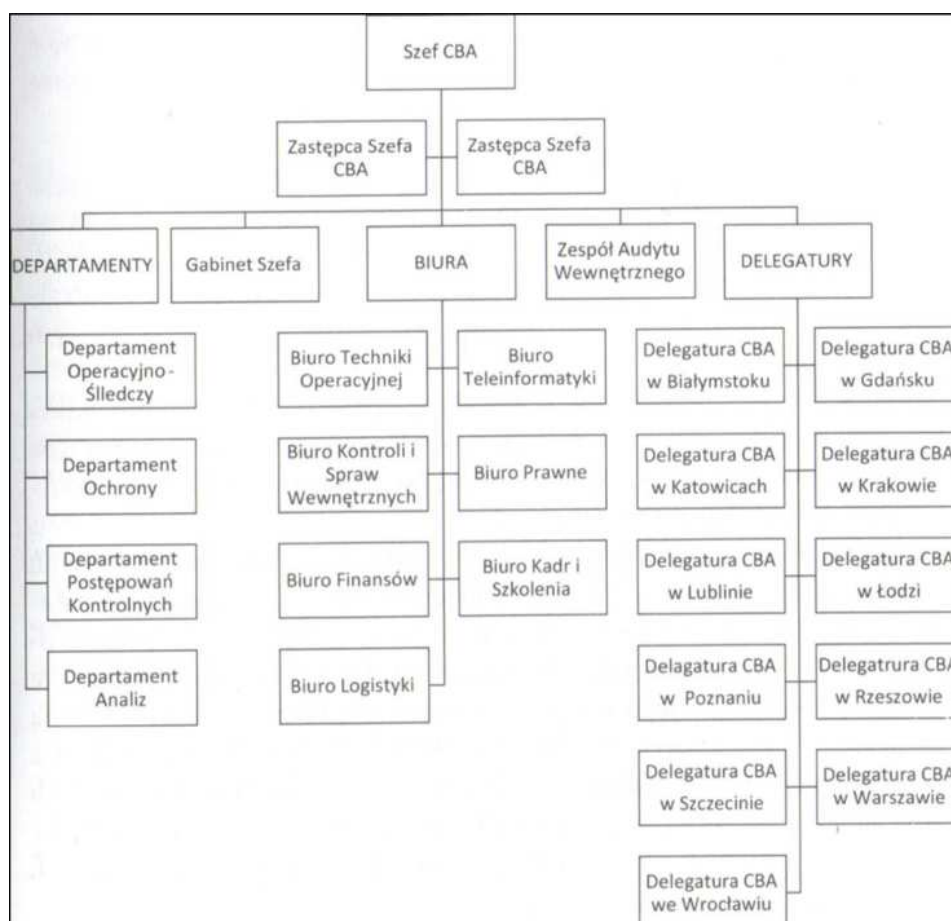 Szef CBA
Zastępca Szefa
CBA
Zastępca Szefa
CBA
DEPARTAMENTY
Gabinet Szefa
BIURA
Zespół Audytu
Wewnętrznego
DELEGATURY
Departament
Operacyjno -
Ślledczy
Departament
Ochrony
Departament
Postępowań
Kontrolnych
Departament
Analiz
Biuro Techniki
Operacyjnej
Biuro
Teleinformatyki
Biuro Kontroli i
Spraw
Wewnętrznych
Biuro Prawne
Biuro Finansów
Biuro Kadr i
Szkolenia
Biuro Logistyki
Delegatura CBA
w Białymstoku
Delegatura CBA
w Gdańsku
Delegatura CBA
w Katowicach
Delegatura CBA
w Krakowie
Delegatura CBA
w Lublinie
Delegatura CBA
w Łodzi
Delagatura CBA
w Poznaniu
Delegatrura CBA
w Rzeszowie
Delegatura CBA
w Szczecinie
Delegatura CBA
w Warszawie
Delegatura CBA
we Wrocławiu